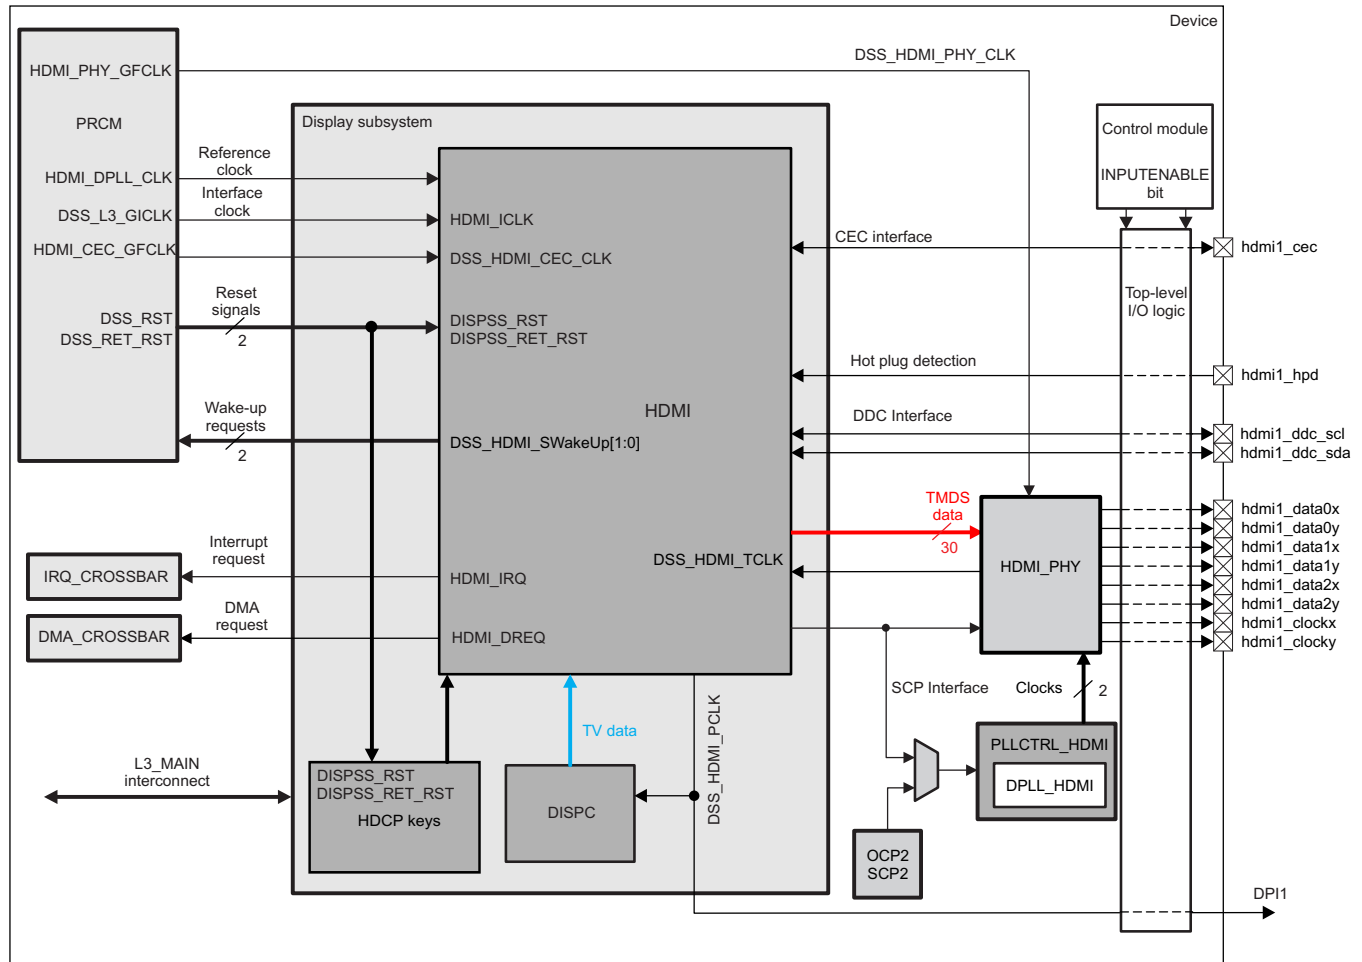 Device
DSS_HDMI_PHY_CLK
HDMI_PHY_GFCLK
PRCM
Display subsystem
Control module
INPUTENABLE
bit
Reference
clock
HDMI_DPLL_CLK
Interface
clock
DSS_L3_GICLK
HDMI_ICLK
HDMI_CEC_GFCLK
DSS_HDMI_CEC_CLK
CEC interface
hdmi1_cec
Reset
signals
2
DSS_RST
DSS_RET_RST
DISPSS_RST
DISPSS_RET_RST
Top-level
I/O logic
Hot plug detection
hdmi1_hpd
HDMI
Wake-up
requests
2
DSS_HDMI_SWakeUp[1:0]
DDC Interface
hdmi1_ddc_scl
hdmi1_ddc_sda
TMDS
data
30
DSS_HDMI_TCLK
HDMI_PHY
hdmi1_data0x
hdmi1_data0y
hdmi1_data1x
hdmi1_data1y
hdmi1_data2x
hdmi1_data2y
hdmi1_clockx
hdmi1_clocky
Interrupt
request
IRQ_CROSSBAR
HDMI_IRQ
DMA
request
DMA_CROSSBAR
HDMI_DREQ
SCP Interface
Clocks
2
TV data
DSS_HDMI_PCLK
PLLCTRL_HDMI
DPLL_HDMI
L3_MAIN
interconnect
DISPSS_RST
DISPSS_RET_RST
HDCP keys
DISPC
OCP2
SCP2
DPI1